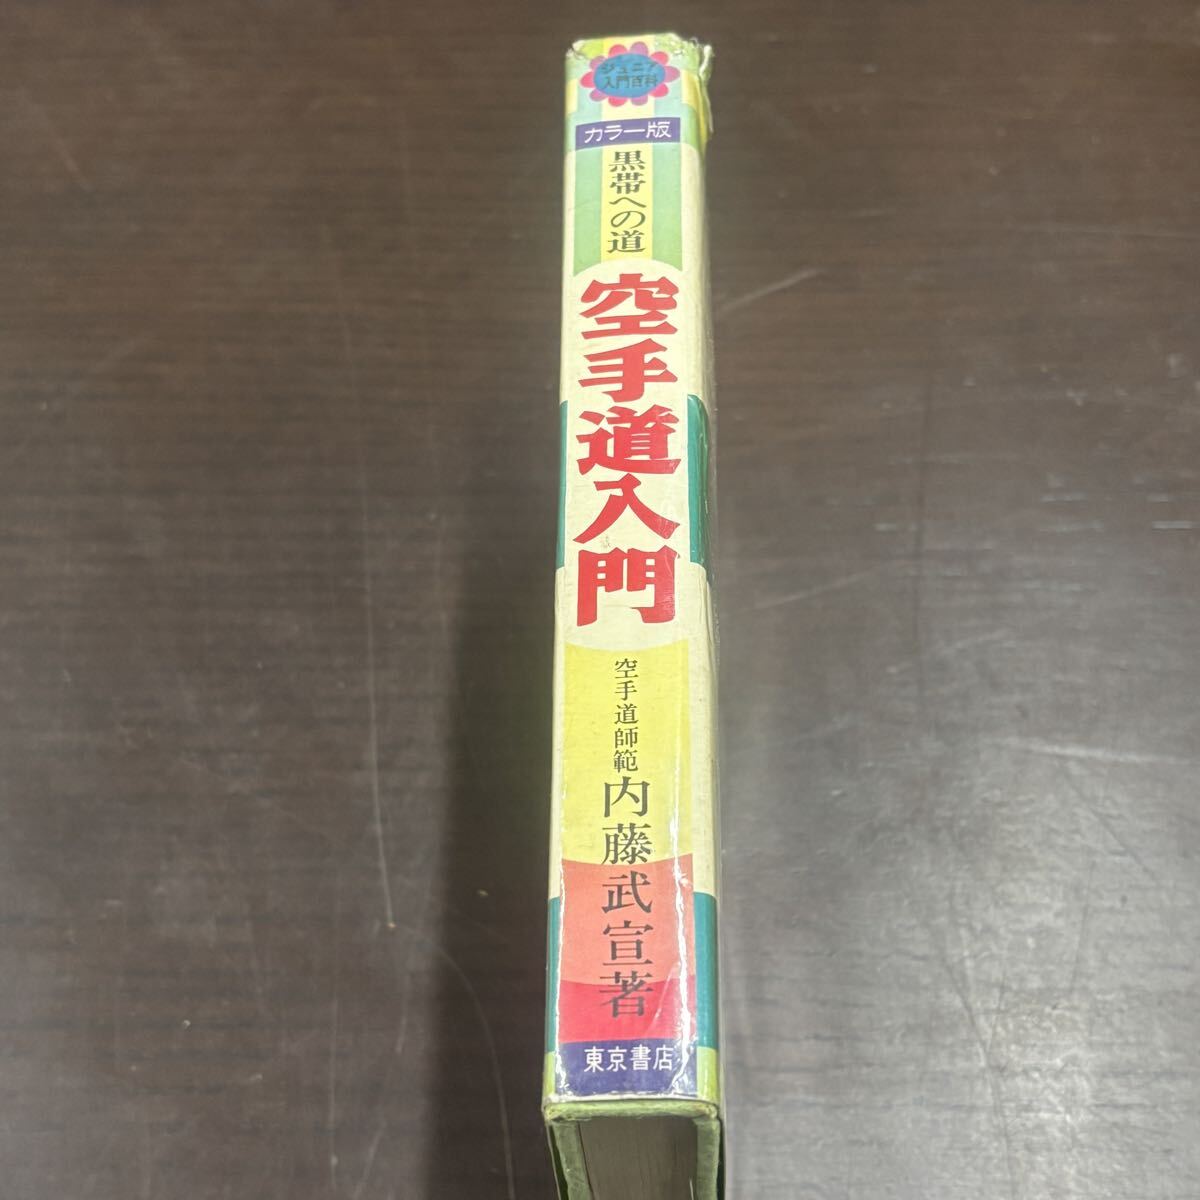 ジュニア
入門百科
カラー版
黒帯への道
空手道入門
空手道師範
内藤武宣著
東京書店